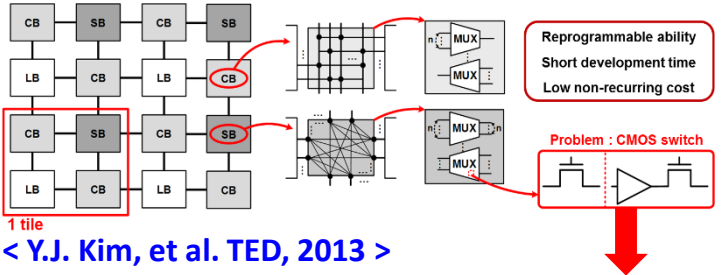 CB SB CB SB
LB CB LB CB
CB SB CB SB
LB CB LB CB
1 tile
n MUX
MUX
n MUX n
MUX
Reprogrammable ability
Short development time
Low non-recurring cost
Problem : CMOS switch
< Y.J. Kim, et al. TED, 2013 >